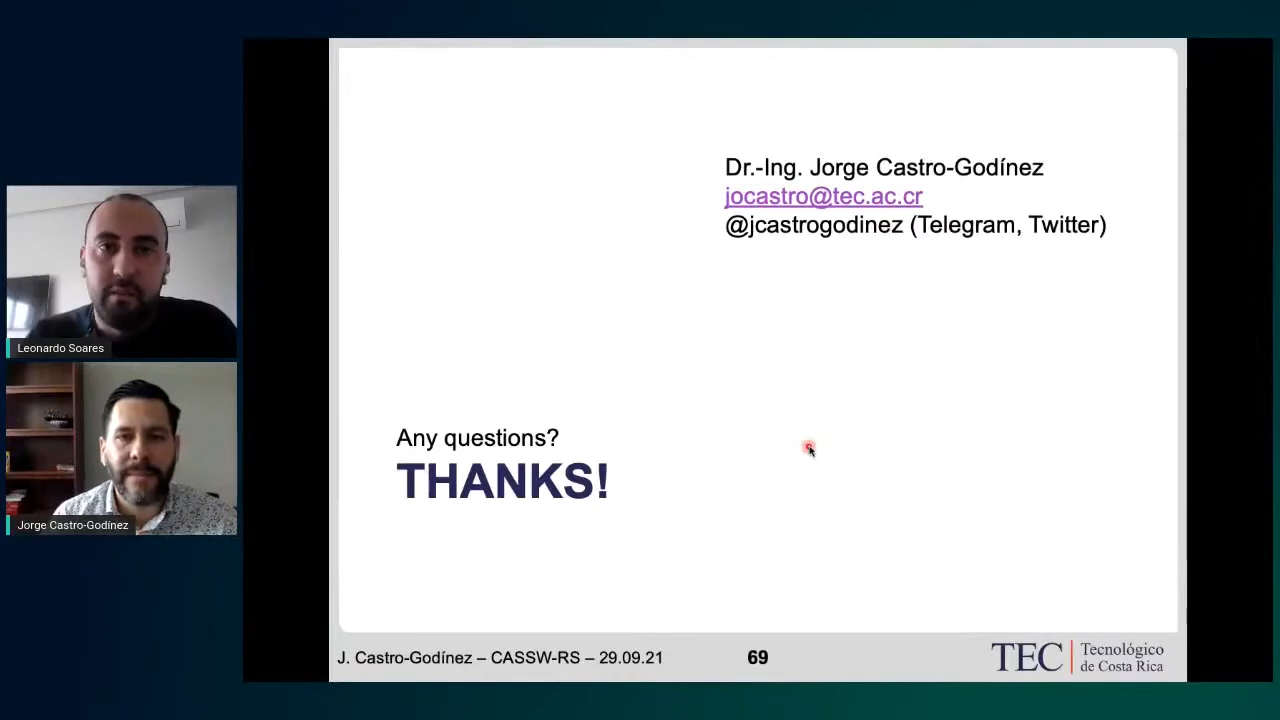 Dr.-Ing. Jorge Castro-Godínez
jocastro@tec.ac.cr
@jcastrogodinez (Telegram, Twitter)
Leonardo Soares
Any questions?
THANKS!
Jorge Castro-Godínez
J. Castro-Godínez – CASSW-RS – 29.09.21
69
TEC
Tecnológico
de Costa Rica